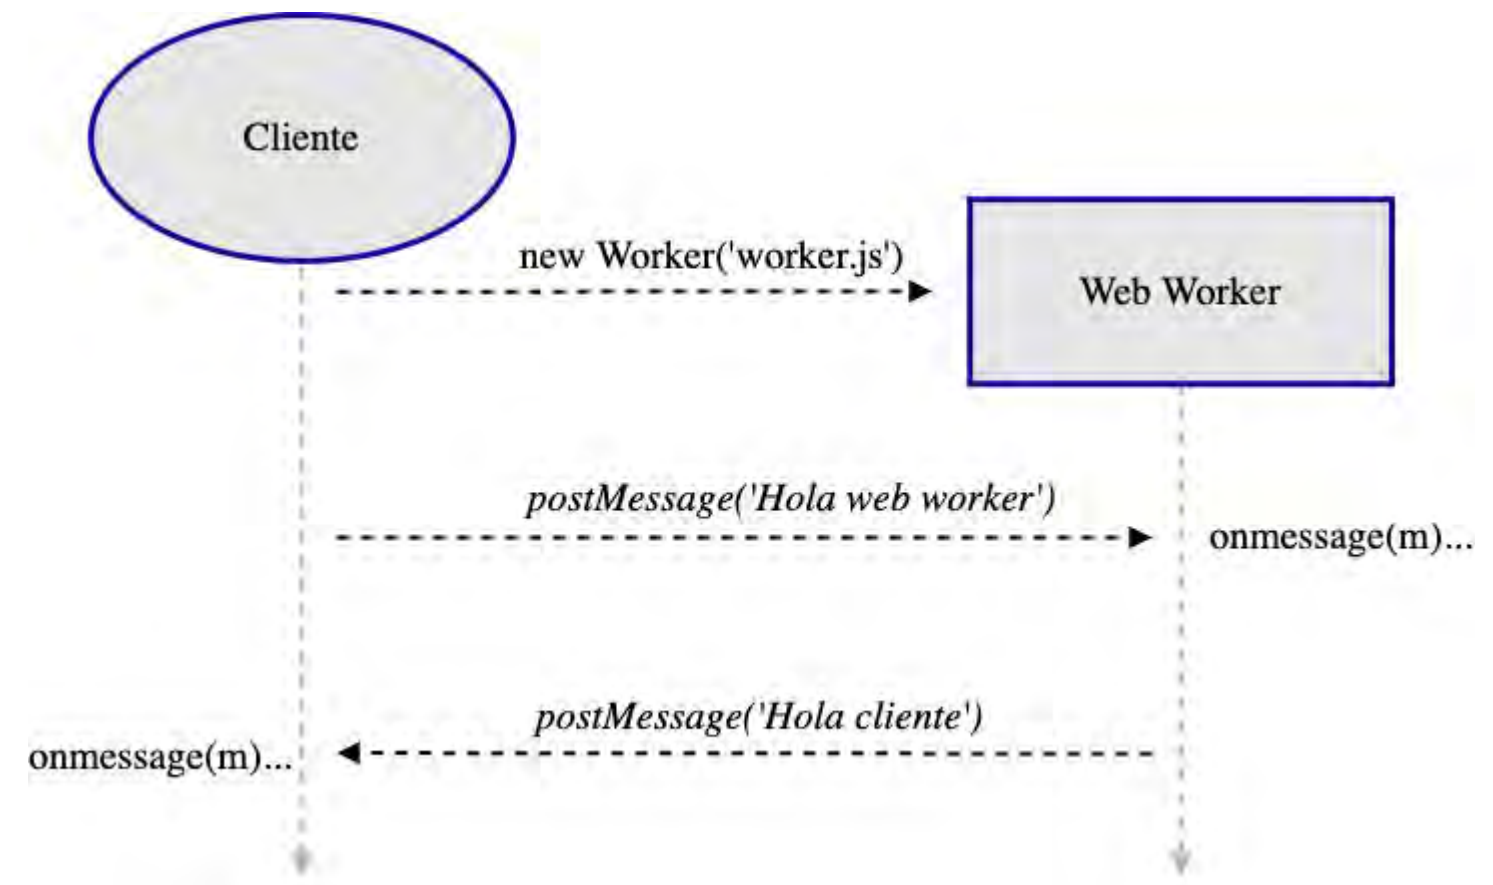 Cliente
new Worker('worker.js')
Web Worker
postMessage('Hola web worker')
onmessage(m)...
postMessage('Hola cliente')
onmessage(m)...